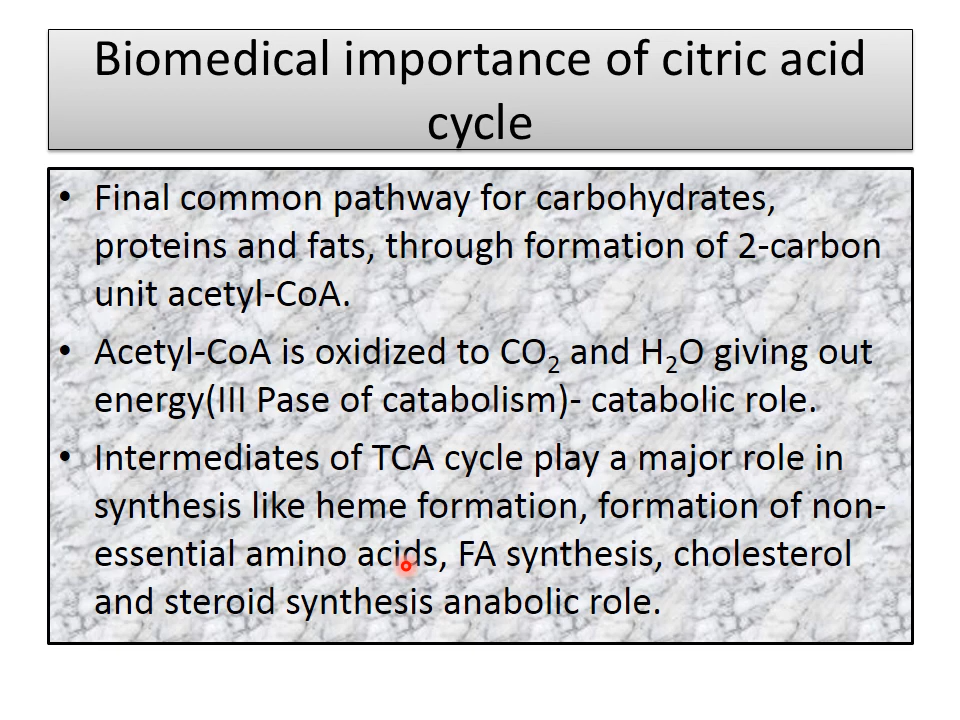 Biomedical importance of citric acid
cycle
• Final common pathway for carbohydrates,
proteins and fats, through formation of 2-carbon
unit acetyl-CoA.
• Acetyl-CoA is oxidized to CO₂ and H₂O giving out
energy(III Pase of catabolism)- catabolic role.
• Intermediates of TCA cycle play a major role in
synthesis like heme formation, formation of non-
essential amino acids, FA synthesis, cholesterol
and steroid synthesis anabolic role.